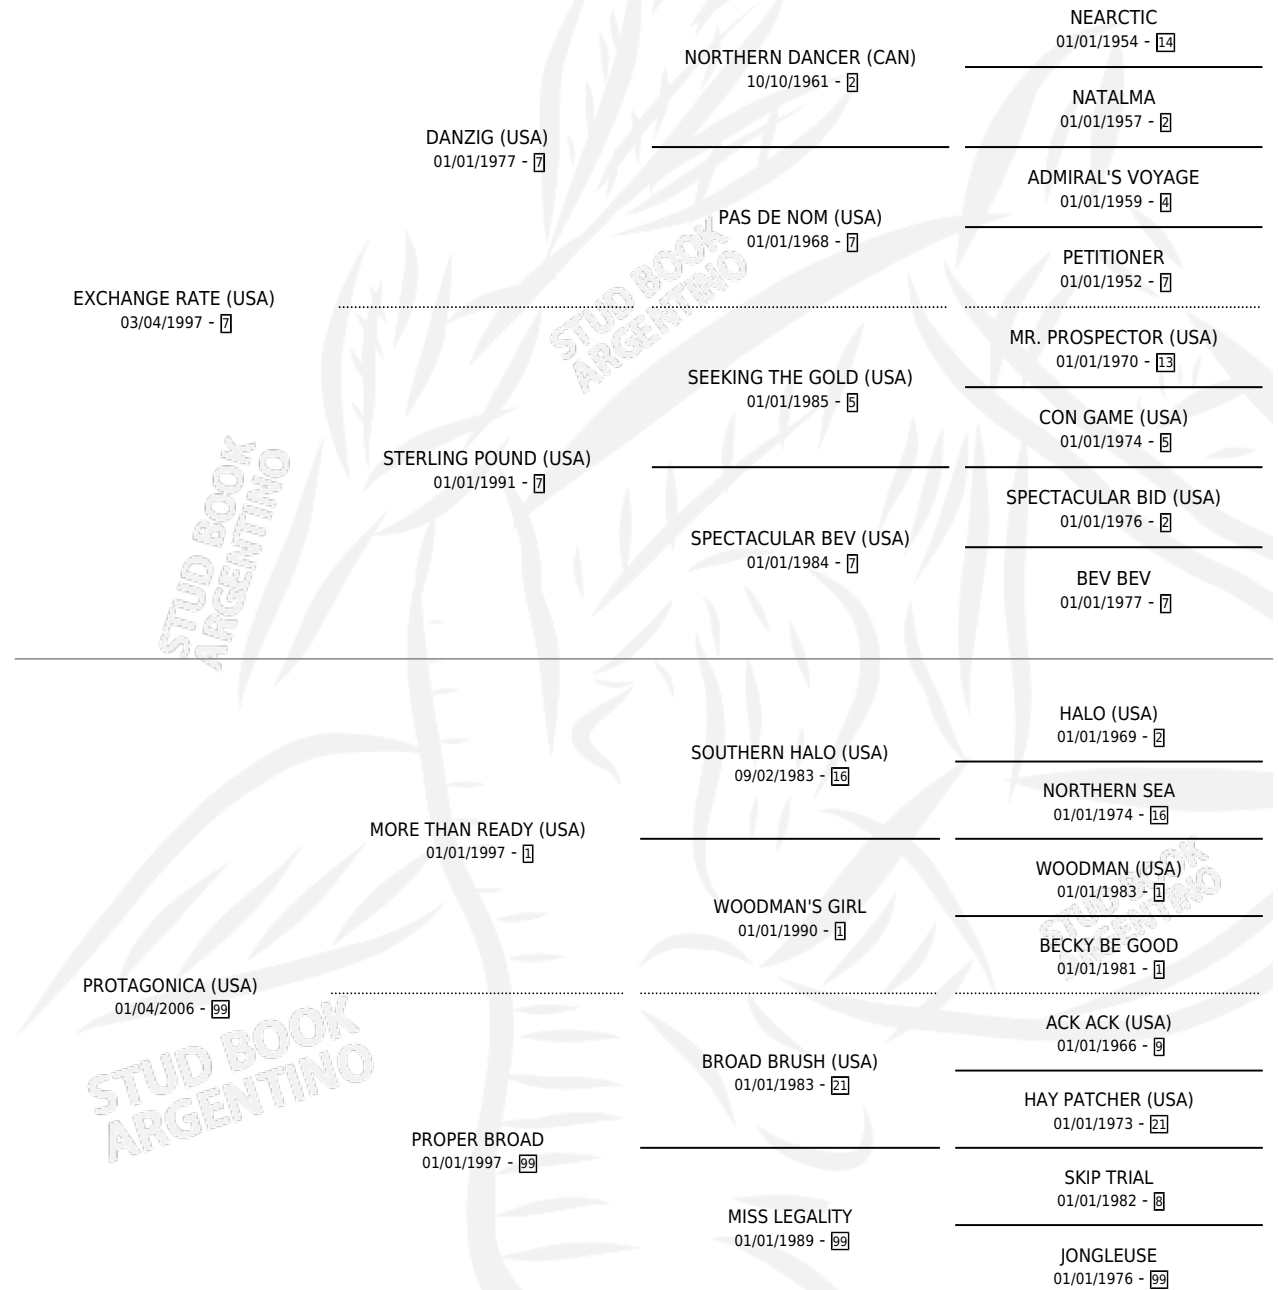 NEARCTIC
01/01/1954 - 14
NORTHERN DANCER (CAN)
10/10/1961 - 2
NATALMA
01/01/1957 - 2
DANZIG (USA)
01/01/1977 - 7
ADMIRAL'S VOYAGE
01/01/1959 - 4
PAS DE NOM (USA)
01/01/1968 - 7
PETITIONER
01/01/1952 - 7
EXCHANGE RATE (USA)
03/04/1997 - 7
STUD BOOK
ARGENTINO
MR. PROSPECTOR (USA)
01/01/1970 - 13
SEEKING THE GOLD (USA)
01/01/1985 - 5
CON GAME (USA)
01/01/1974 - 5
STERLING POUND (USA)
01/01/1991 - 7
SPECTACULAR BID (USA)
01/01/1976 - 2
SPECTACULAR BEV (USA)
01/01/1984 - 7
BEV BEV
01/01/1977 - 7
STUD BOOK
ARGENTINO
HALO (USA)
01/01/1969 - 2
SOUTHERN HALO (USA)
09/02/1983 - 16
NORTHERN SEA
01/01/1974 - 16
MORE THAN READY (USA)
01/01/1997 - 1
WOODMAN (USA)
01/01/1983 - 1
WOODMAN'S GIRL
01/01/1990 - 1
STUD BOOK
ARGENTINO
BECKY BE GOOD
01/01/1981 - 1
PROTAGONICA (USA)
01/04/2006 - 99
ACK ACK (USA)
01/01/1966 - 9
BROAD BRUSH (USA)
01/01/1983 - 21
HAY PATCHER (USA)
01/01/1973 - 21
STUD BOOK
ARGENTINO
PROPER BROAD
01/01/1997 - 99
SKIP TRIAL
01/01/1982 - 8
MISS LEGALITY
01/01/1989 - 99
JONGLEUSE
01/01/1976 - 99